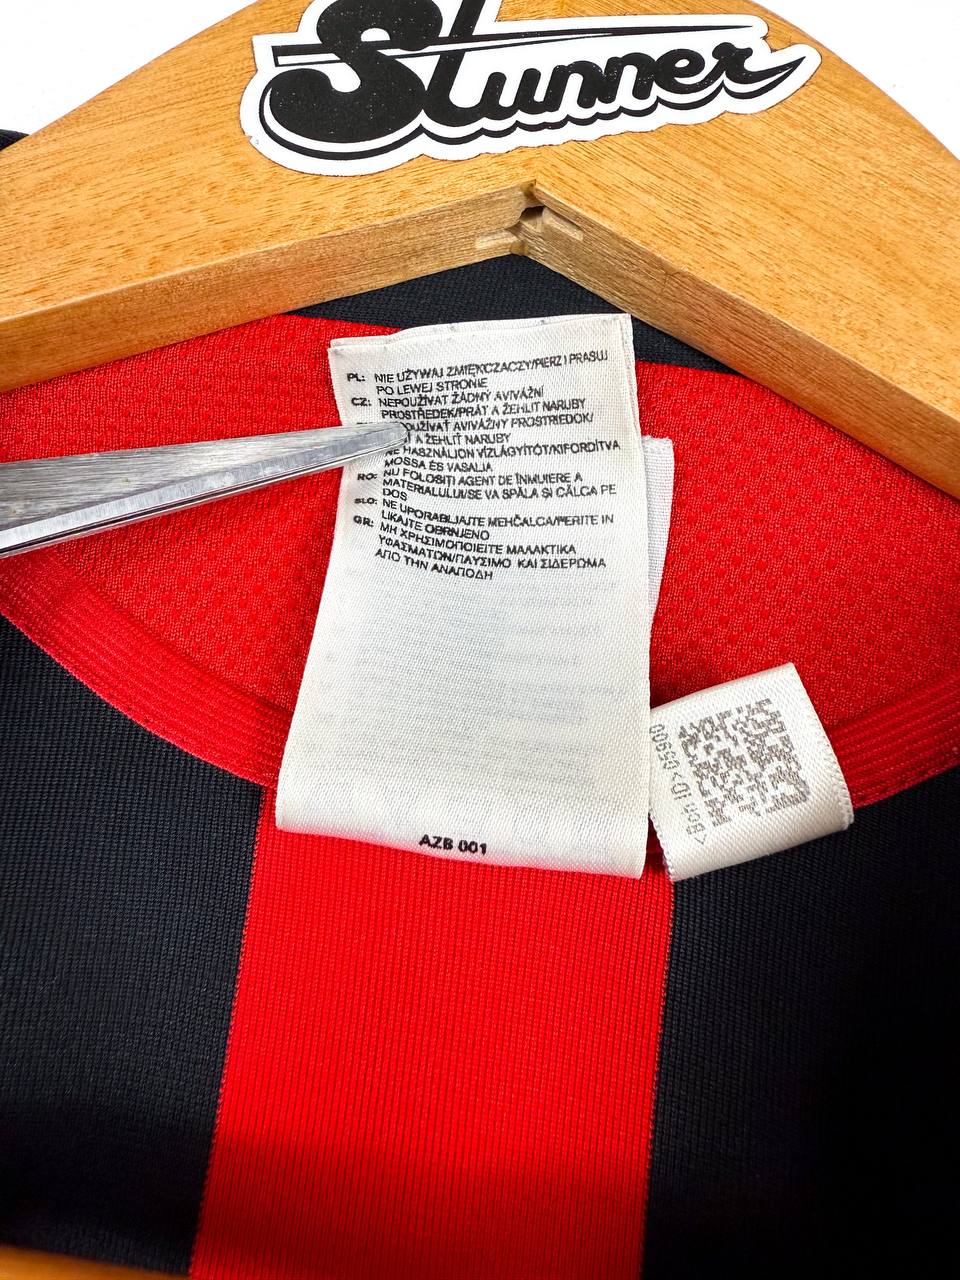 Stunner
PL: NIE UŻYWAJ ZMIĘKCZACZY/PIERZ I PRASUJ
PO LEWEJ STRONIE
CZ: NEPOUŽÍVAT ŽÁDNÝ AVIVÁŽNÍ
PROSTŘEDEK/PRÁT A ŽEHLIT NARUBY
AVIVÁŽNY PROSTRIEDOK/
A ŽEHLIŤ NARUBY
NE HASZNÁLJON VÍZLÁGYÍTÓT/KIFORDÍTVA
MOSSA ÉS VASALJA
RO: NU FOLOSIȚI AGENT DE ÎNMUIERE A
MATERIALULUI/SE VA SPĂLA ȘI CĂLCA PE
DOS
SLO: NE UPORABLJAJTE MEHČALCA/PERITE IN
LIKAJTE OBRNJENO
GR: ΜΗ ΧΡΗΣΙΜΟΠΟΙΕΙΤΕ ΜΑΛΑΚΤΙΚΑ
ΥΦΑΣΜΑΤΩΝ/ΠΛΥΣΙΜΟ ΚΑΙ ΣΙΔΕΡΩΜΑ
ΑΠΟ ΤΗΝ ΑΝΑΠΟΔΗ
AZB 001